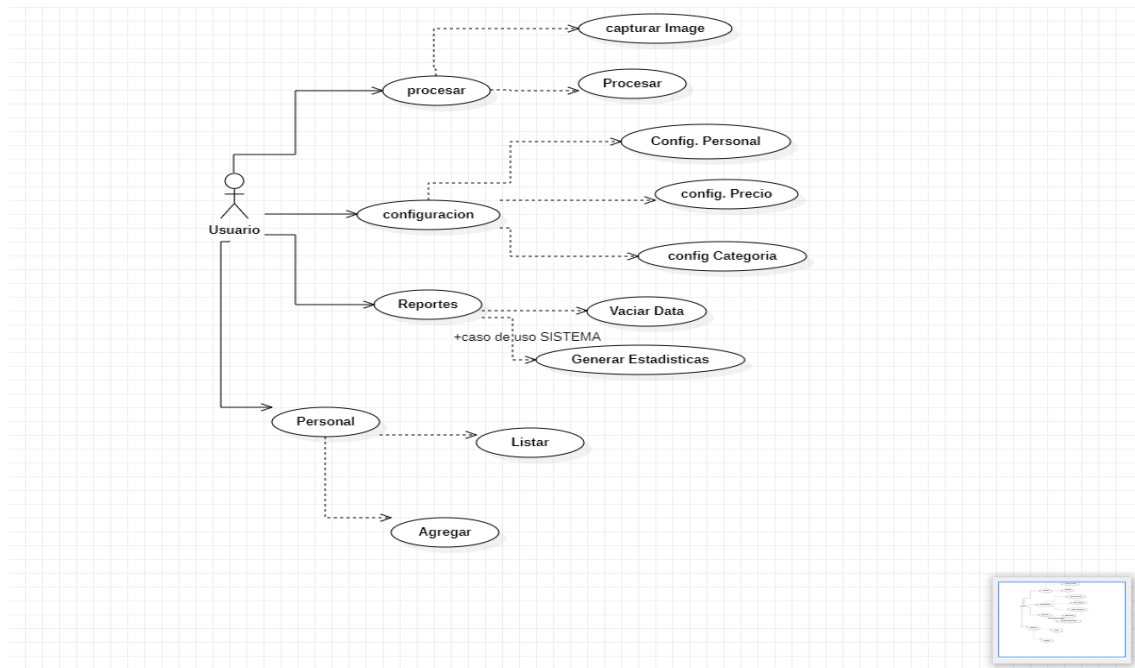 capturar Image
Procesar
procesar
Config. Personal
config. Precio
configuracion
Usuario
config Categoria
Reportes
Vaciar Data
+caso de uso SISTEMA
Generar Estadisticas
Personal
Listar
Agregar